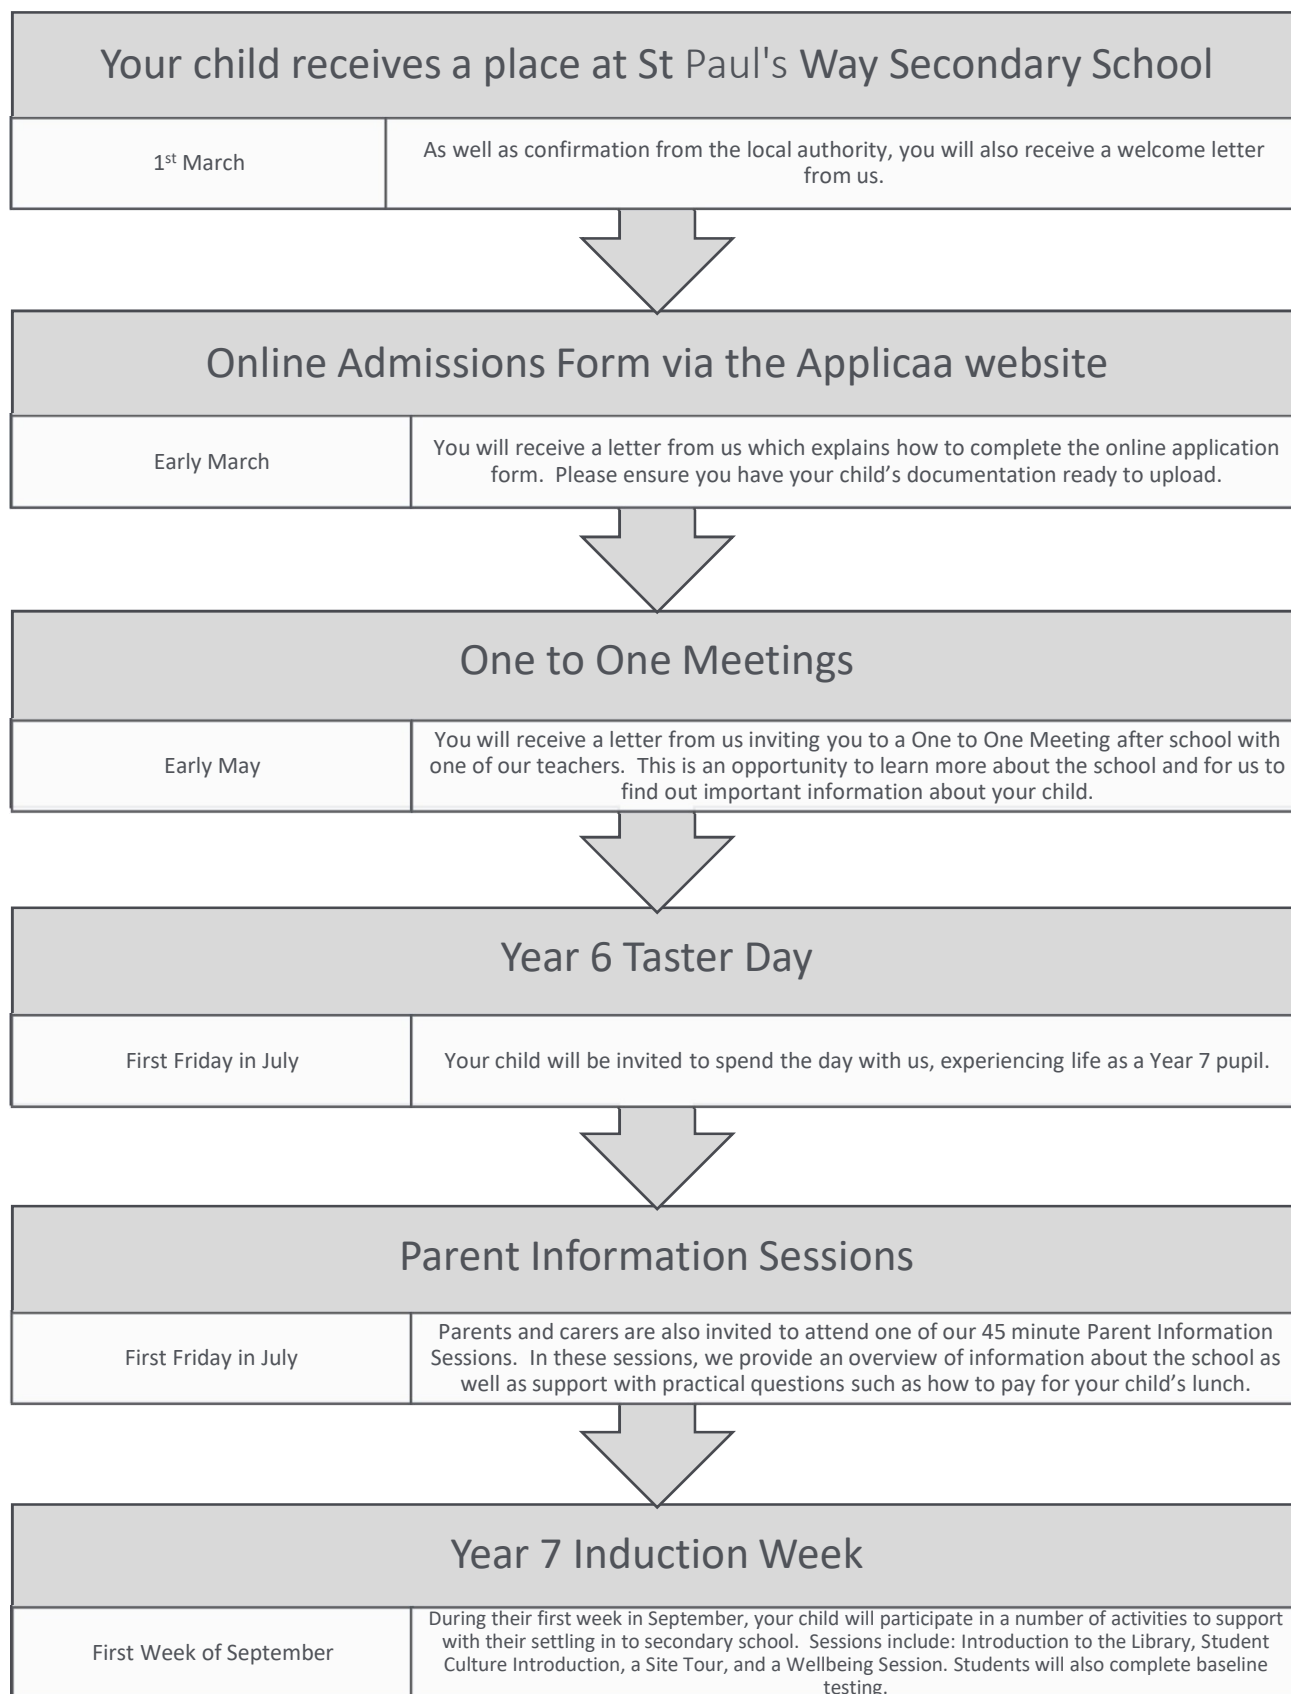 Your child receives a place at St Paul's Way Secondary School
1st March
As well as confirmation from the local authority, you will also receive a welcome letter
from us.
Online Admissions Form via the Applicaa website
Early March
You will receive a letter from us which explains how to complete the online application
form.  Please ensure you have your child’s documentation ready to upload.
One to One Meetings
Early May
You will receive a letter from us inviting you to a One to One Meeting after school with
one of our teachers.  This is an opportunity to learn more about the school and for us to
find out important information about your child.
Year 6 Taster Day
First Friday in July
Your child will be invited to spend the day with us, experiencing life as a Year 7 pupil.
Parent Information Sessions
First Friday in July
Parents and carers are also invited to attend one of our 45 minute Parent Information
Sessions.  In these sessions, we provide an overview of information about the school as
well as support with practical questions such as how to pay for your child’s lunch.
Year 7 Induction Week
First Week of September
During their first week in September, your child will participate in a number of activities to support
with their settling in to secondary school.  Sessions include: Introduction to the Library, Student
Culture Introduction, a Site Tour, and a Wellbeing Session. Students will also complete baseline
testing.